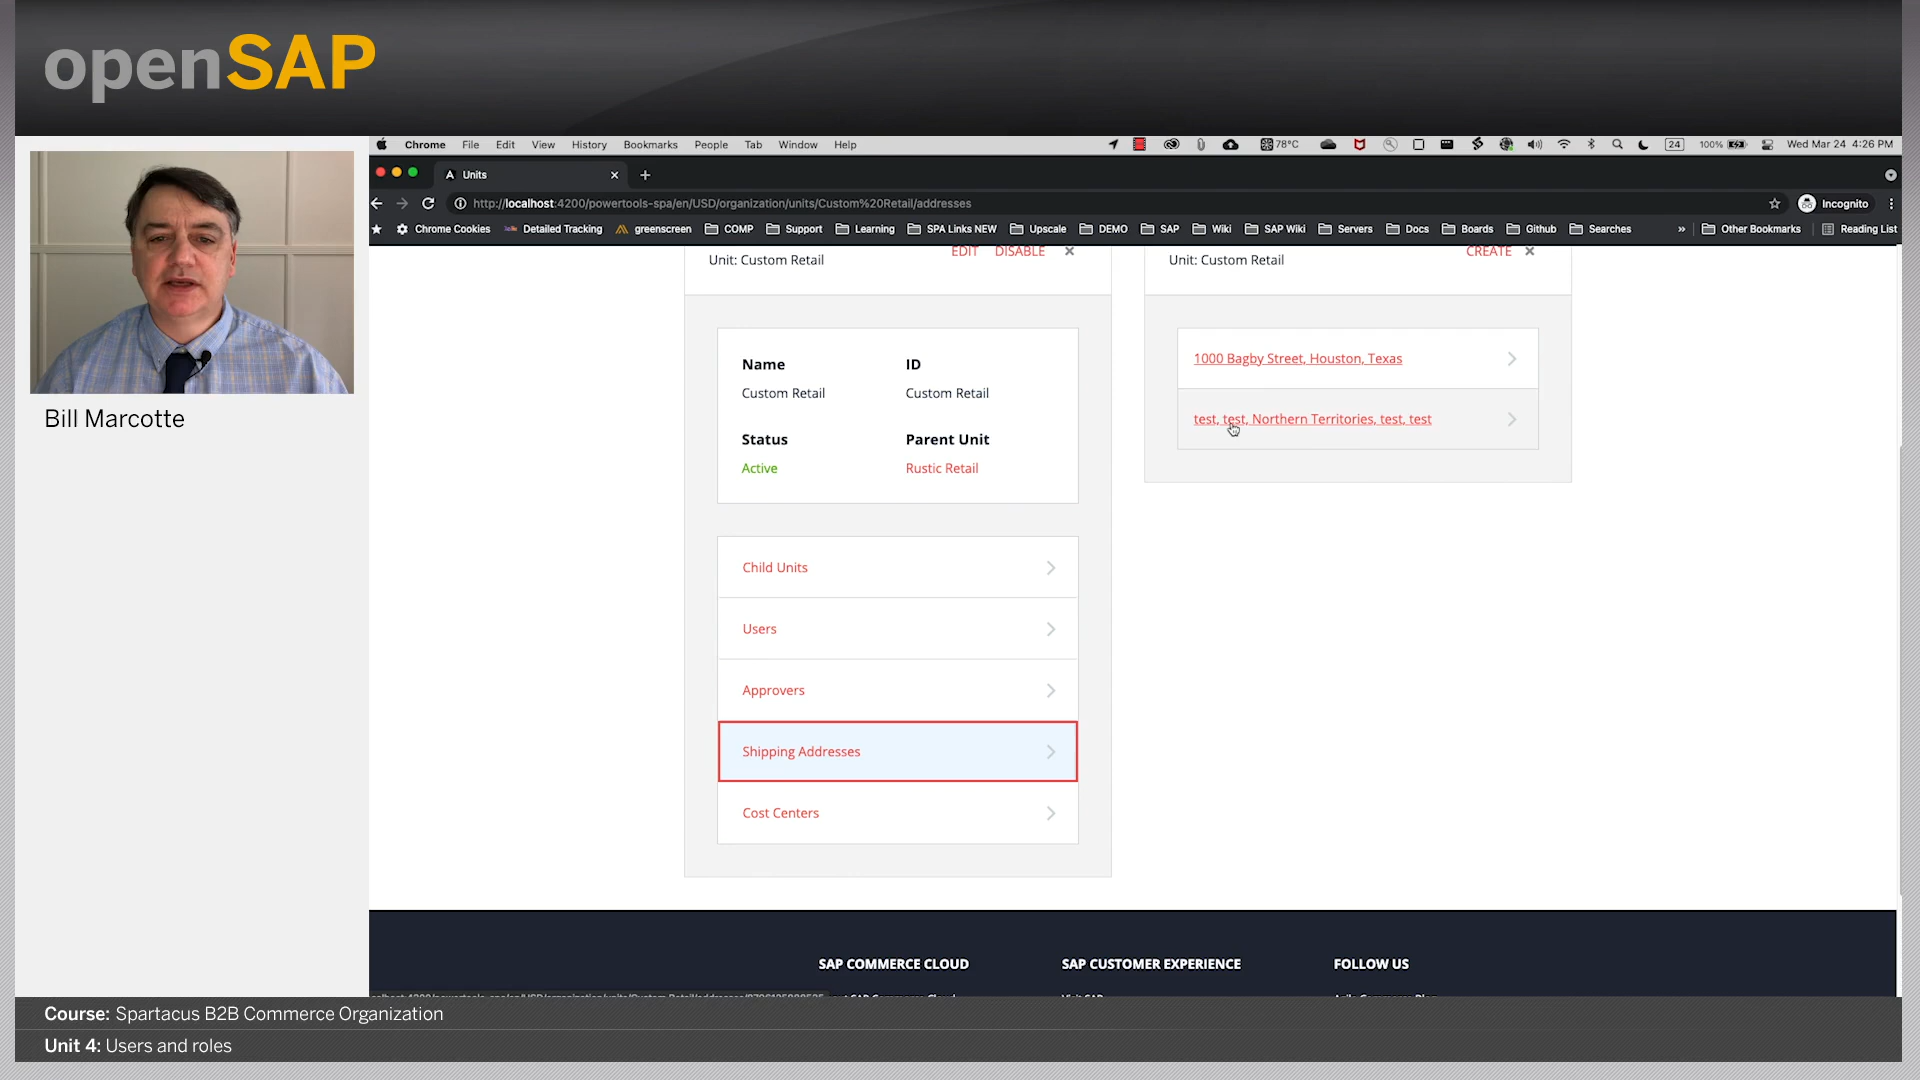 openSAP
Chrome File Edit View History Bookmarks People Tab Window Help
78°C 24 100% Wed Mar 24 4:26 PM
Units
http://localhost:4200/powertools-spa/en/USD/organization/units/Custom%20Retail/addresses
Incognito
Chrome Cookies Detailed Tracking greenscreen COMP Support Learning SPA Links NEW Upscale DEMO SAP Wiki SAP Wiki Servers Docs Boards Github Searches » Other Bookmarks Reading List
Unit: Custom Retail
EDIT DISABLE
Unit: Custom Retail
CREATE
Name
ID
Custom Retail
Custom Retail
Status
Parent Unit
Active
Rustic Retail
1000 Bagby Street, Houston, Texas
test, test, Northern Territories, test, test
Bill Marcotte
Child Units
Users
Approvers
Shipping Addresses
Cost Centers
SAP COMMERCE CLOUD
SAP CUSTOMER EXPERIENCE
FOLLOW US
Course: Spartacus B2B Commerce Organization
Unit 4: Users and roles